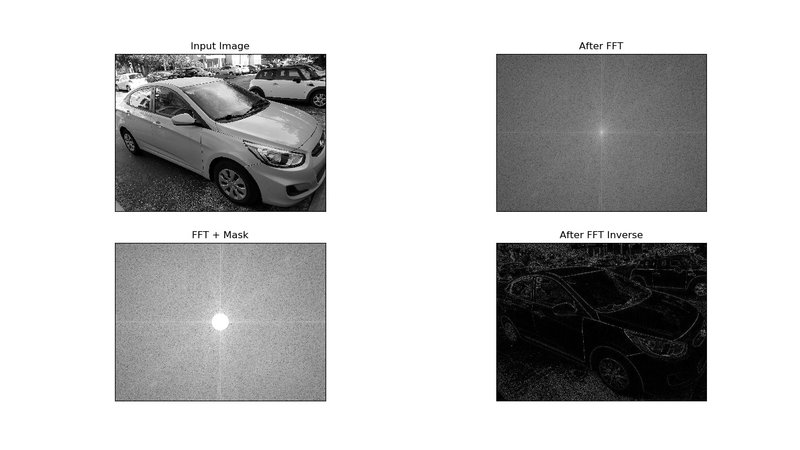 Input Image
After FFT
FFT + Mask
After FFT Inverse